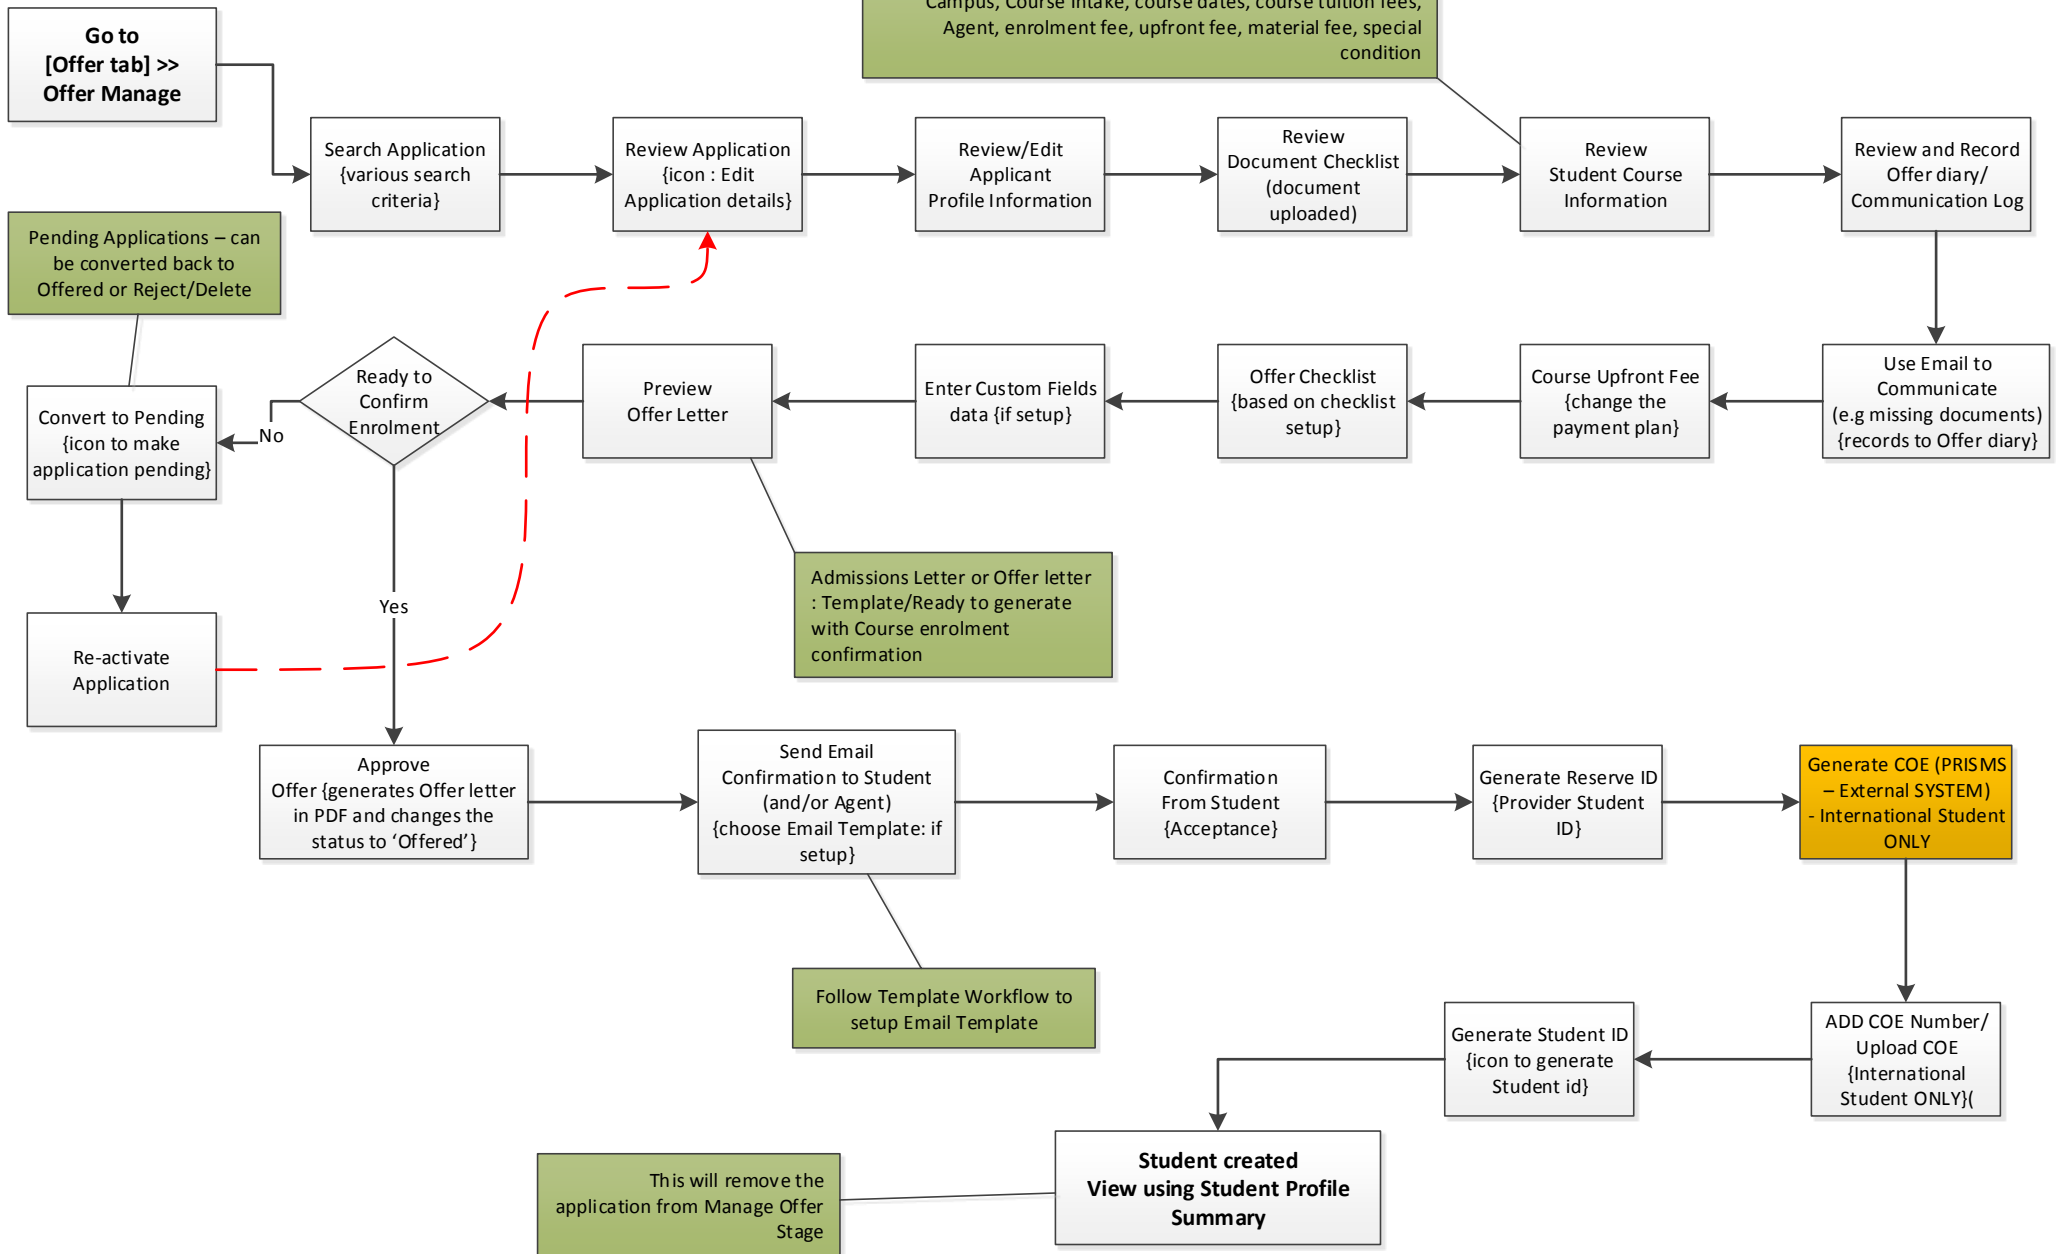 Campus, Course Intake, course dates, course tuition fees,
Agent, enrolment fee, upfront fee, material fee, special
condition
Go to
[Offer tab] >>
Offer Manage
Search Application
{various search
criteria}
Review Application
{icon : Edit
Application details}
Review/Edit
Applicant
Profile Information
Review
Document Checklist
(document
uploaded)
Review
Student Course
Information
Review and Record
Offer diary/
Communication Log
Pending Applications – can
be converted back to
Offered or Reject/Delete
Convert to Pending
{icon to make
application pending}
No
Ready to
Confirm
Enrolment
Preview
Offer Letter
Enter Custom Fields
data {if setup}
Offer Checklist
{based on checklist
setup}
Course Upfront Fee
{change the
payment plan}
Use Email to
Communicate
(e.g missing documents)
{records to Offer diary}
Yes
Admissions Letter or Offer letter
: Template/Ready to generate
with Course enrolment
confirmation
Re-activate
Application
Approve
Offer {generates Offer letter
in PDF and changes the
status to ‘Offered’}
Send Email
Confirmation to Student
(and/or Agent)
{choose Email Template: if
setup}
Confirmation
From Student
{Acceptance}
Generate Reserve ID
{Provider Student
ID}
Generate COE (PRISMS
– External SYSTEM)
- International Student
ONLY
Follow Template Workflow to
setup Email Template
ADD COE Number/
Upload COE
{International
Student ONLY}(
Generate Student ID
{icon to generate
Student id}
Student created
View using Student Profile
Summary
This will remove the
application from Manage Offer
Stage